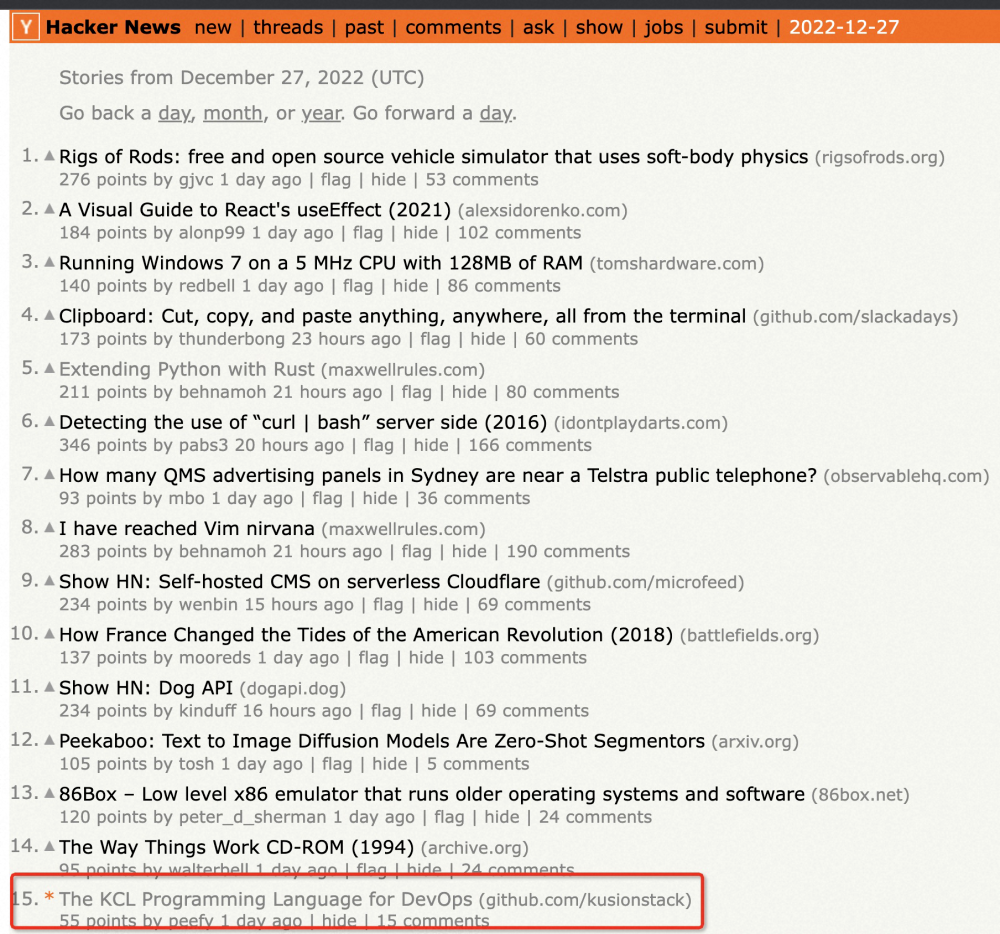 Y Hacker News new | threads | past | comments | ask | show | jobs | submit | 2022-12-27
Stories from December 27, 2022 (UTC)
Go back a day, month, or year. Go forward a day.
1. Rigs of Rods: free and open source vehicle simulator that uses soft-body physics (rigsofrods.org)
276 points by gjvc 1 day ago | flag | hide | 53 comments
2. A Visual Guide to React's useEffect (2021) (alexsidorenko.com)
184 points by alonp99 1 day ago | flag | hide | 102 comments
3. Running Windows 7 on a 5 MHz CPU with 128MB of RAM (tomshardware.com)
140 points by redbell 1 day ago | flag | hide | 86 comments
4. Clipboard: Cut, copy, and paste anything, anywhere, all from the terminal (github.com/slackadays)
173 points by thunderbong 23 hours ago | flag | hide | 60 comments
5. Extending Python with Rust (maxwellrules.com)
211 points by behnamoh 21 hours ago | flag | hide | 80 comments
6. Detecting the use of “curl | bash” server side (2016) (idontplaydarts.com)
346 points by pabs3 20 hours ago | flag | hide | 166 comments
7. How many QMS advertising panels in Sydney are near a Telstra public telephone? (observablehq.com)
93 points by mbo 1 day ago | flag | hide | 36 comments
8. I have reached Vim nirvana (maxwellrules.com)
283 points by behnamoh 21 hours ago | flag | hide | 190 comments
9. Show HN: Self-hosted CMS on serverless Cloudflare (github.com/microfeed)
234 points by wenbin 15 hours ago | flag | hide | 69 comments
10. How France Changed the Tides of the American Revolution (2018) (battlefields.org)
137 points by mooreds 1 day ago | flag | hide | 103 comments
11. Show HN: Dog API (dogapi.dog)
234 points by kinduff 16 hours ago | flag | hide | 69 comments
12. Peekaboo: Text to Image Diffusion Models Are Zero-Shot Segmentors (arxiv.org)
105 points by tosh 1 day ago | flag | hide | 5 comments
13. 86Box – Low level x86 emulator that runs older operating systems and software (86box.net)
120 points by peter_d_sherman 1 day ago | flag | hide | 24 comments
14. The Way Things Work CD-ROM (1994) (archive.org)
95 points by walterbell 1 day ago | flag | hide | 24 comments
15. * The KCL Programming Language for DevOps (github.com/kusionstack)
55 points by peefy 1 day ago | hide | 15 comments